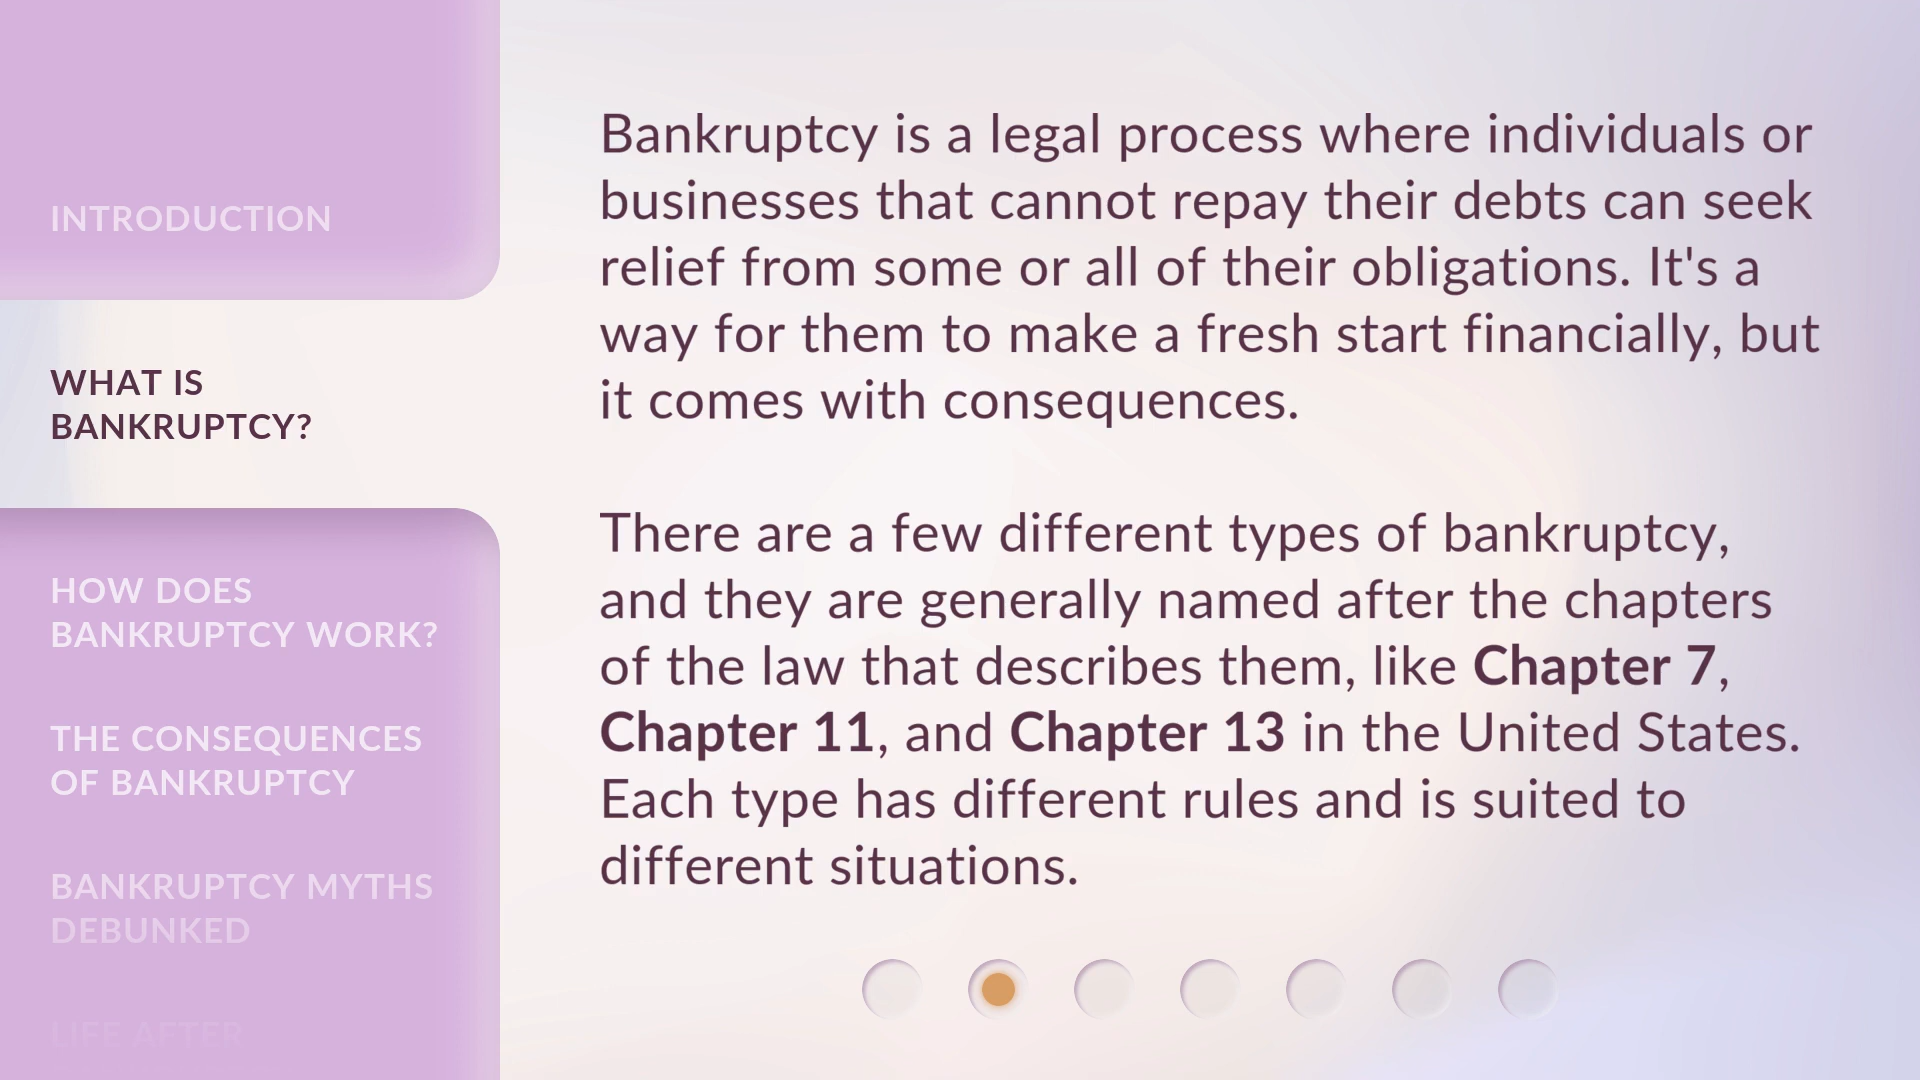 INTRODUCTION
WHAT IS
BANKRUPTCY?
HOW DOES
BANKRUPTCY WORK?
THE CONSEQUENCES
OF BANKRUPTCY
BANKRUPTCY MYTHS
DEBUNKED
LIFE AFTER
Bankruptcy is a legal process where individuals or
businesses that cannot repay their debts can seek
relief from some or all of their obligations. It's a
way for them to make a fresh start financially, but
it comes with consequences.
There are a few different types of bankruptcy,
and they are generally named after the chapters
of the law that describes them, like Chapter 7,
Chapter 11, and Chapter 13 in the United States.
Each type has different rules and is suited to
different situations.